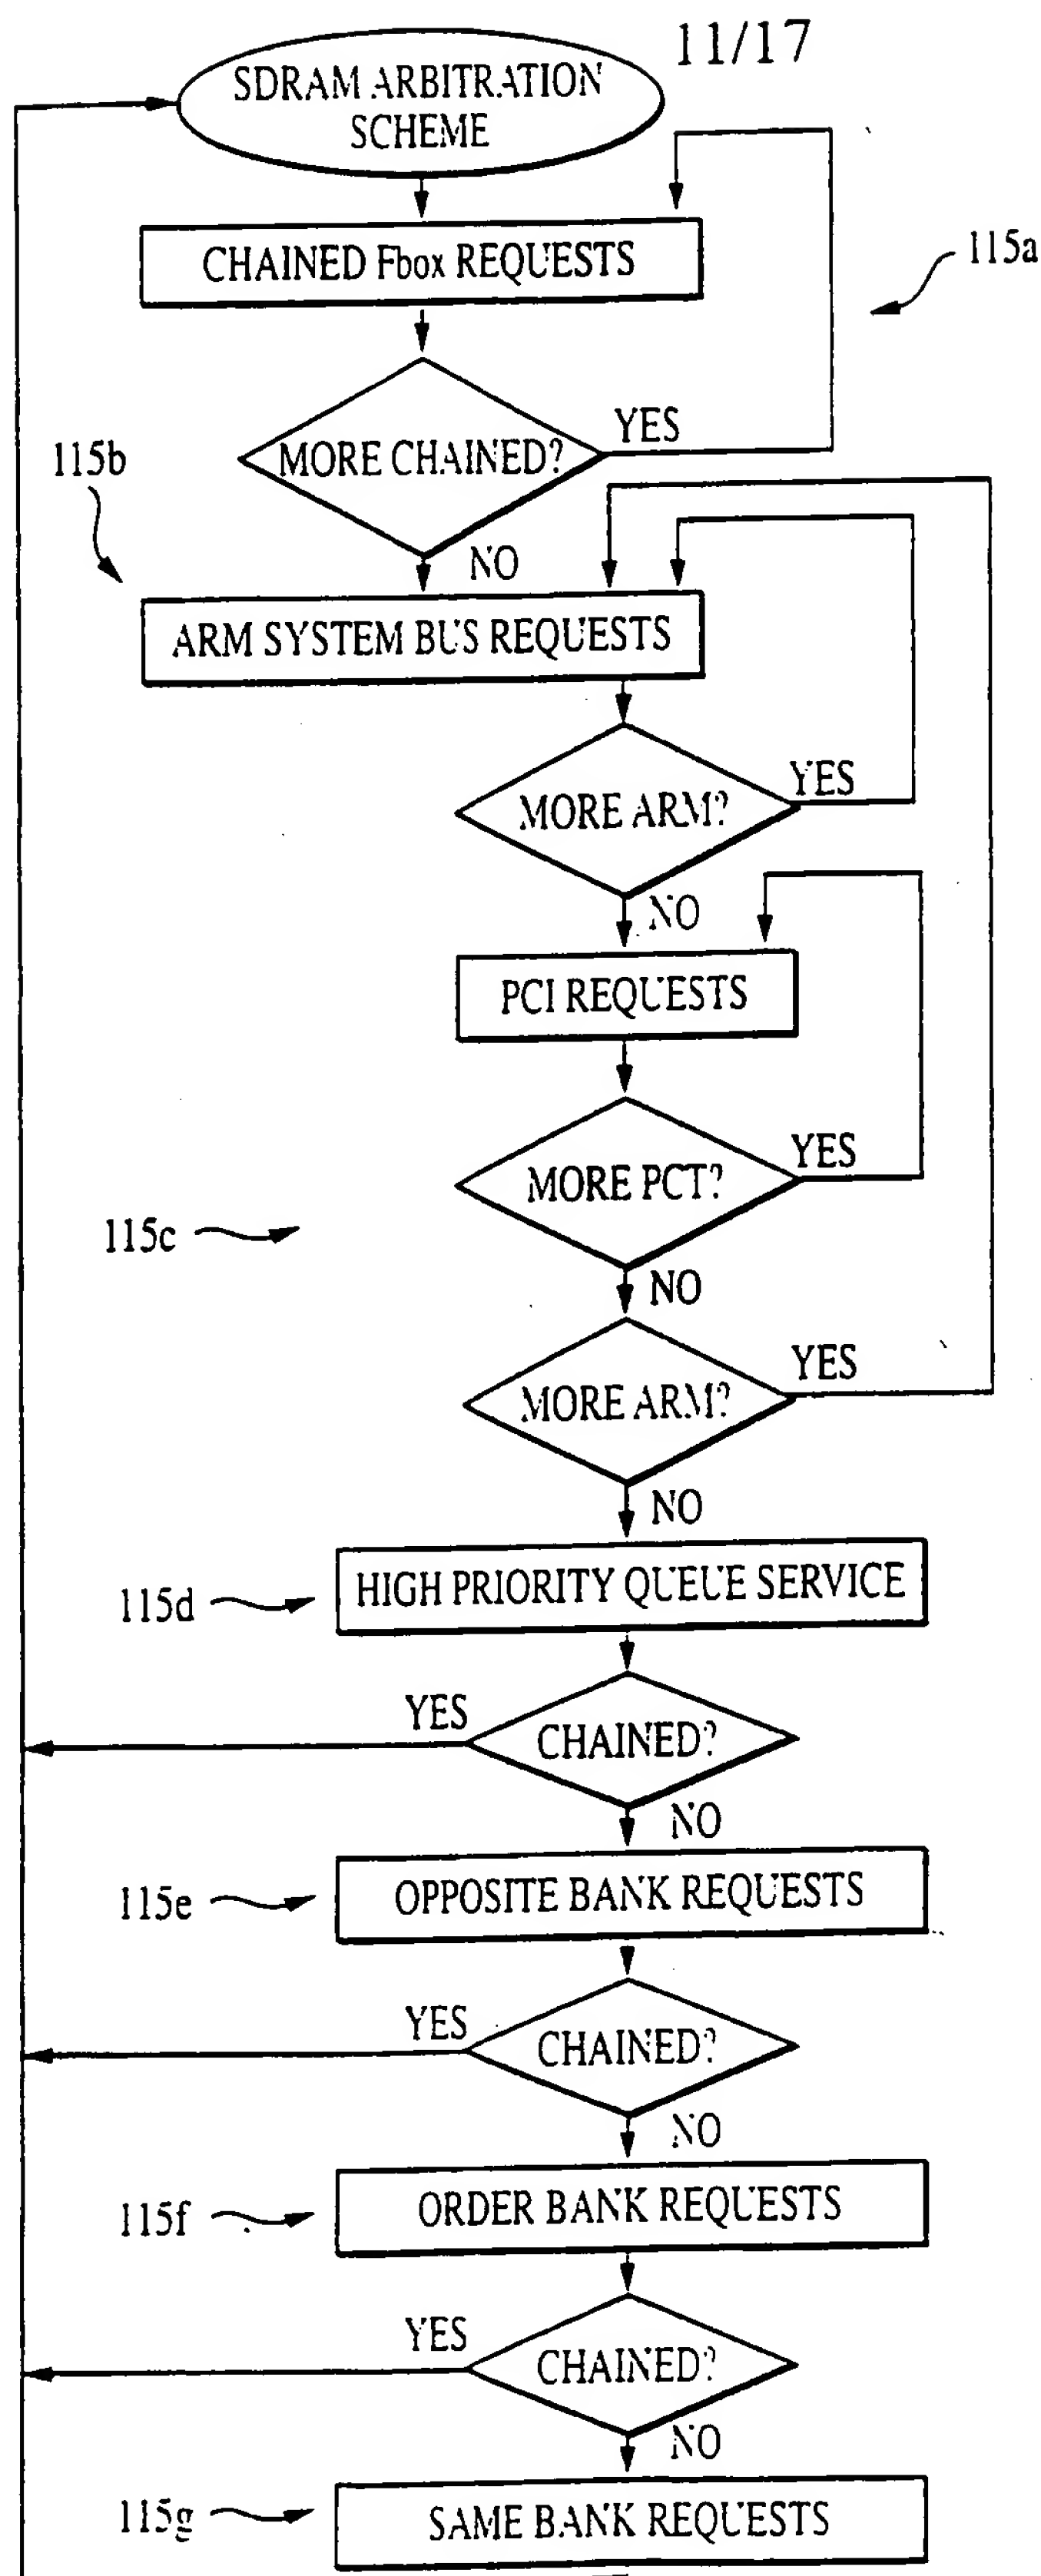 11/17
SDRAM ARBITRATION
SCHEME
CHAINED Fbox REQUESTS
115a
MORE CHAINED?
YES
115b
NO
ARM SYSTEM BUS REQUESTS
MORE ARM?
YES
NO
PCI REQUESTS
MORE PCT?
YES
115c
NO
MORE ARM?
YES
NO
115d
HIGH PRIORITY QUEUE SERVICE
YES
CHAINED?
NO
115e
OPPOSITE BANK REQUESTS
YES
CHAINED?
NO
115f
ORDER BANK REQUESTS
YES
CHAINED?
NO
115g
SAME BANK REQUESTS